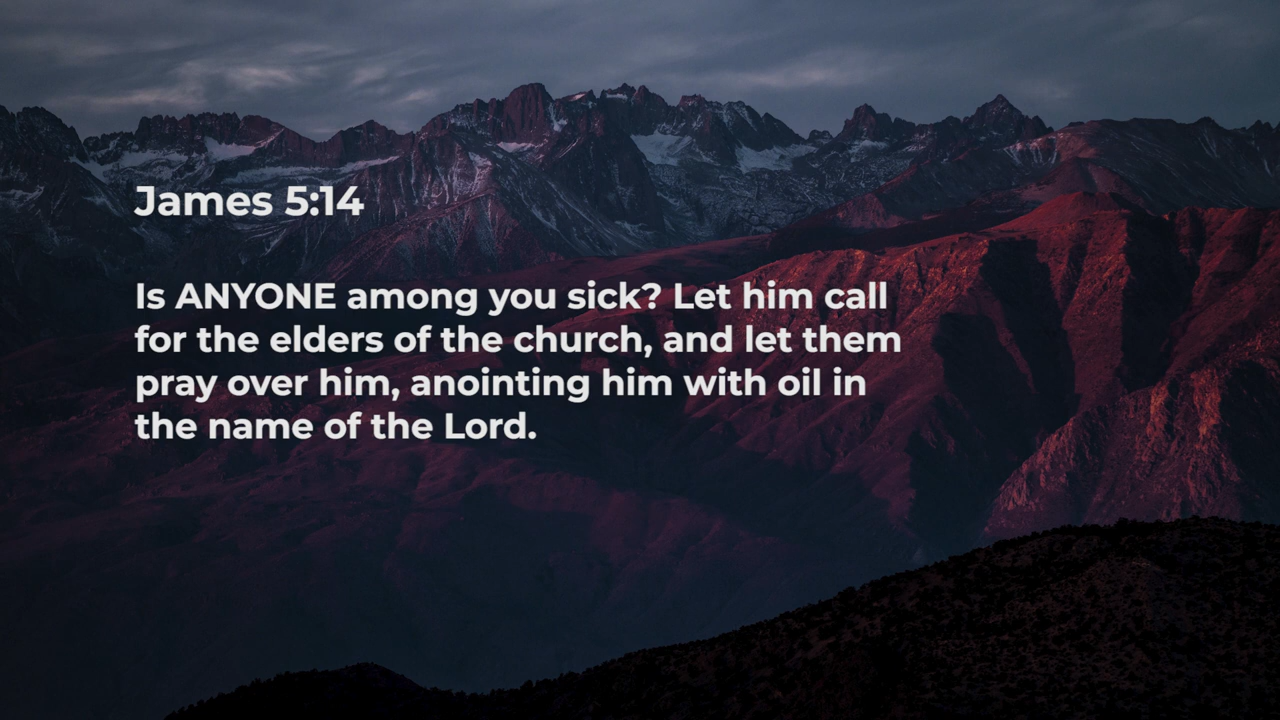 James 5:14
Is ANYONE among you sick? Let him call
for the elders of the church, and let them
pray over him, anointing him with oil in
the name of the Lord.